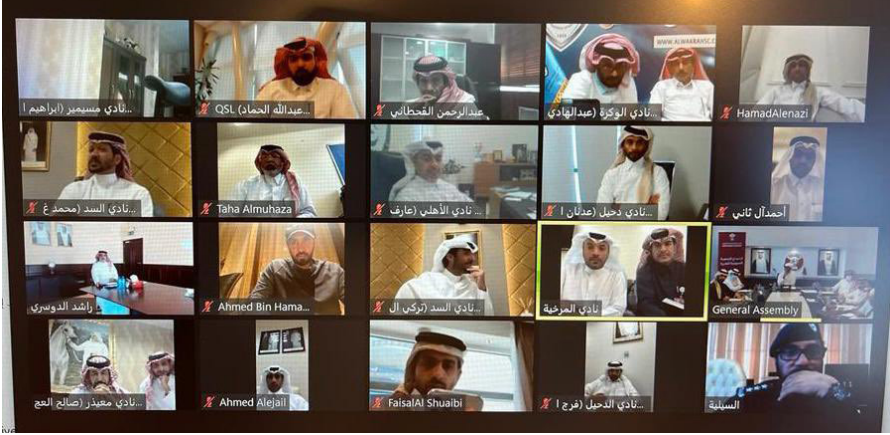 نادي مسيمير (ابراهيم ا...
عبدالله الحماد) QSL...
عبدالرحمن القحطاني
WWW.ALWAKRAHSC.C
نادي الوكرة (عبدالهادي...
HamadAlenazi
نادي السد (محمد غ...
Taha Almuhaza
نادي الأهلي (عارف...
نادي دحيل (عدنان ا...
أحمدآل ثاني
راشد الدوسري
Ahmed Bin Hama...
نادي السد (تركي ال...
نادي المرخية
General Assembly
نادي معيذر (صالح العج...
Ahmed Alejail
FaisalAl Shuaibi
نادي الدحيل (فرج ا...
السيلية